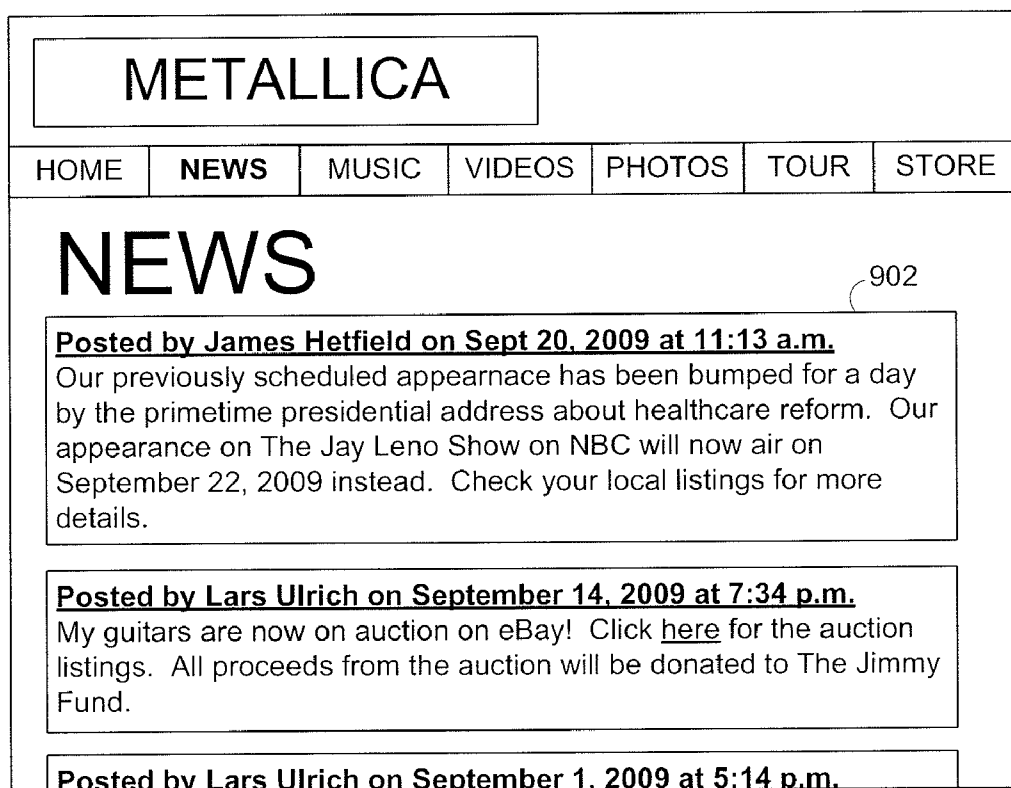 METALLICA
HOME NEWS MUSIC VIDEOS PHOTOS TOUR STORE
NEWS
902
Posted by James Hetfield on Sept 20, 2009 at 11:13 a.m.
Our previously scheduled appearnace has been bumped for a day
by the primetime presidential address about healthcare reform. Our
appearance on The Jay Leno Show on NBC will now air on
September 22, 2009 instead. Check your local listings for more
details.
Posted by Lars Ulrich on September 14, 2009 at 7:34 p.m.
My guitars are now on auction on eBay! Click here for the auction
listings. All proceeds from the auction will be donated to The Jimmy
Fund.
Posted by Lars Ulrich on September 1, 2009 at 5:14 p.m.